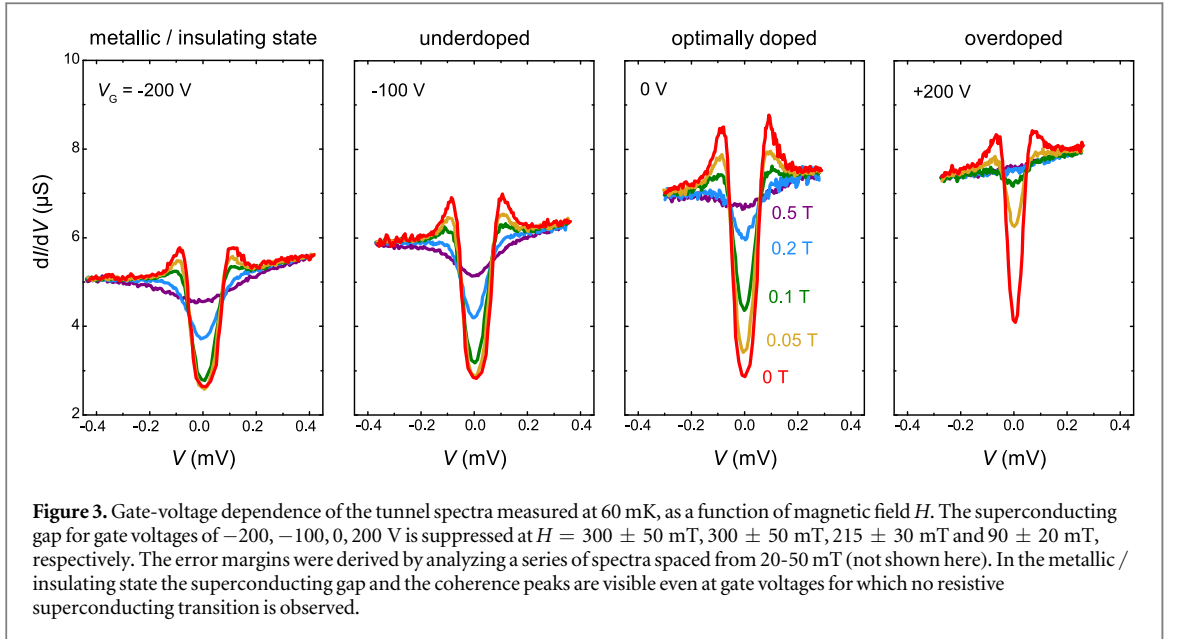 metallic / insulating state
underdoped
optimally doped
overdoped
V_G = -200 V
-100 V
0 V
+200 V
10
8
6
4
2
dI/dV (µS)
0.5 T
0.2 T
0.1 T
0.05 T
0 T
-0.4 -0.2 0.0 0.2 0.4
-0.4 -0.2 0.0 0.2 0.4
-0.4 -0.2 0.0 0.2 0.4
-0.4 -0.2 0.0 0.2 0.4
V (mV)
V (mV)
V (mV)
V (mV)
Figure 3. Gate-voltage dependence of the tunnel spectra measured at 60 mK, as a function of magnetic field H. The superconducting
gap for gate voltages of −200, −100, 0, 200 V is suppressed at H = 300 ± 50 mT, 300 ± 50 mT, 215 ± 30 mT and 90 ± 20 mT,
respectively. The error margins were derived by analyzing a series of spectra spaced from 20-50 mT (not shown here). In the metallic /
insulating state the superconducting gap and the coherence peaks are visible even at gate voltages for which no resistive
superconducting transition is observed.